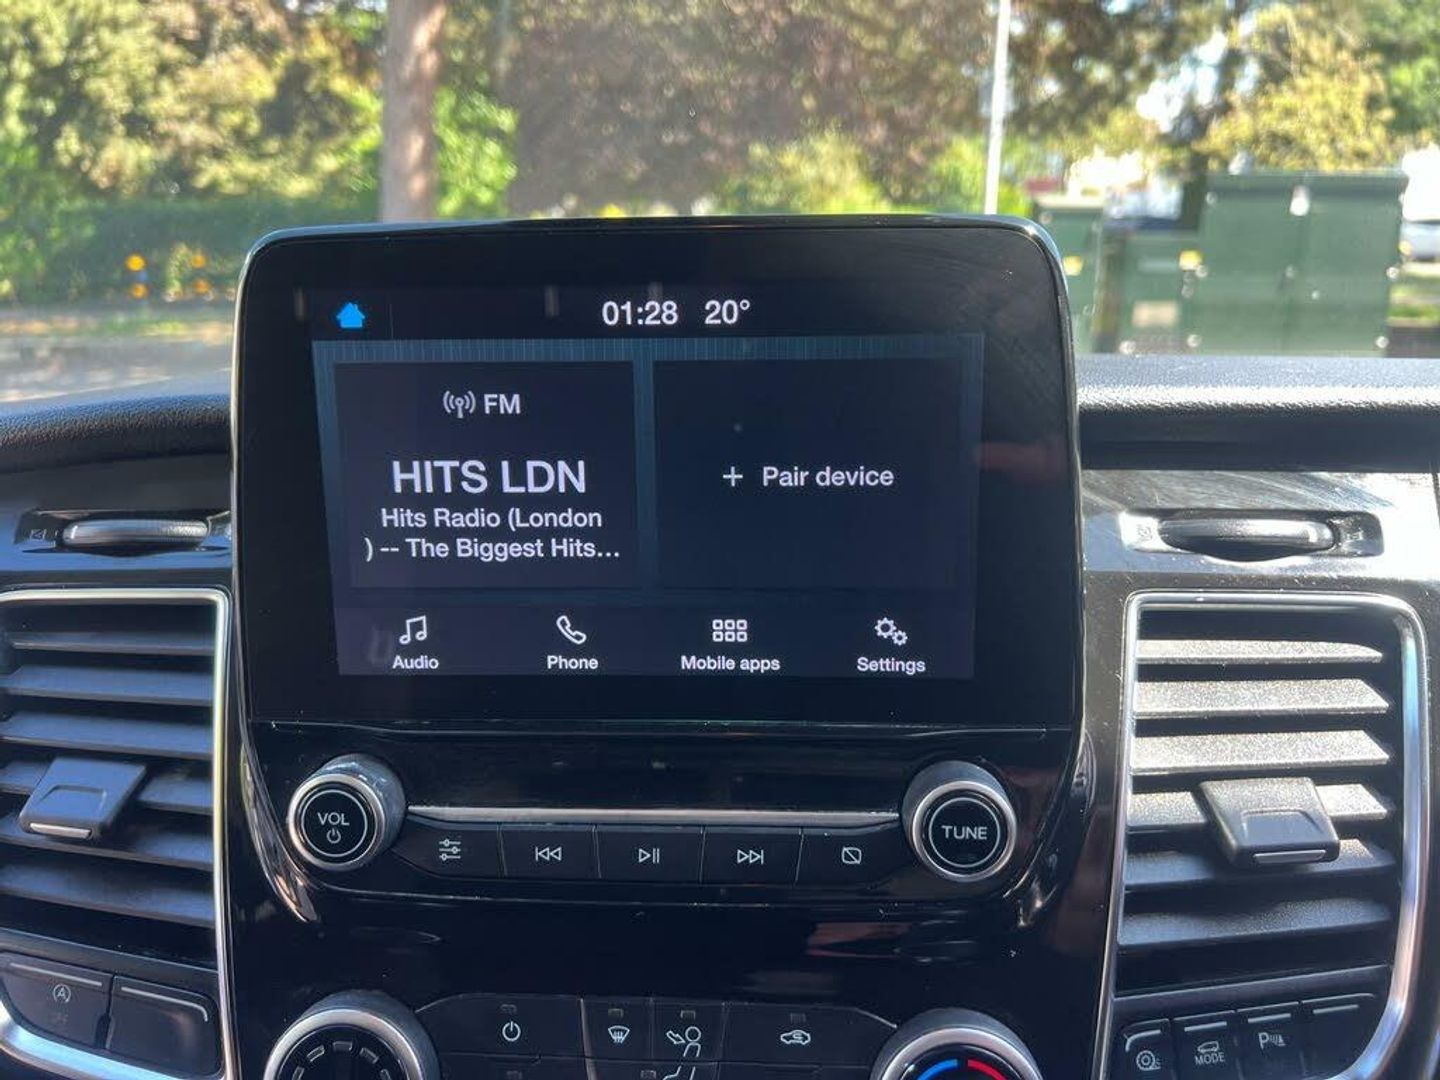 01:28 20°
FM
HITS LDN
Hits Radio (London
) -- The Biggest Hits...
+ Pair device
Audio Phone Mobile apps Settings
VOL
TUNE
MODE